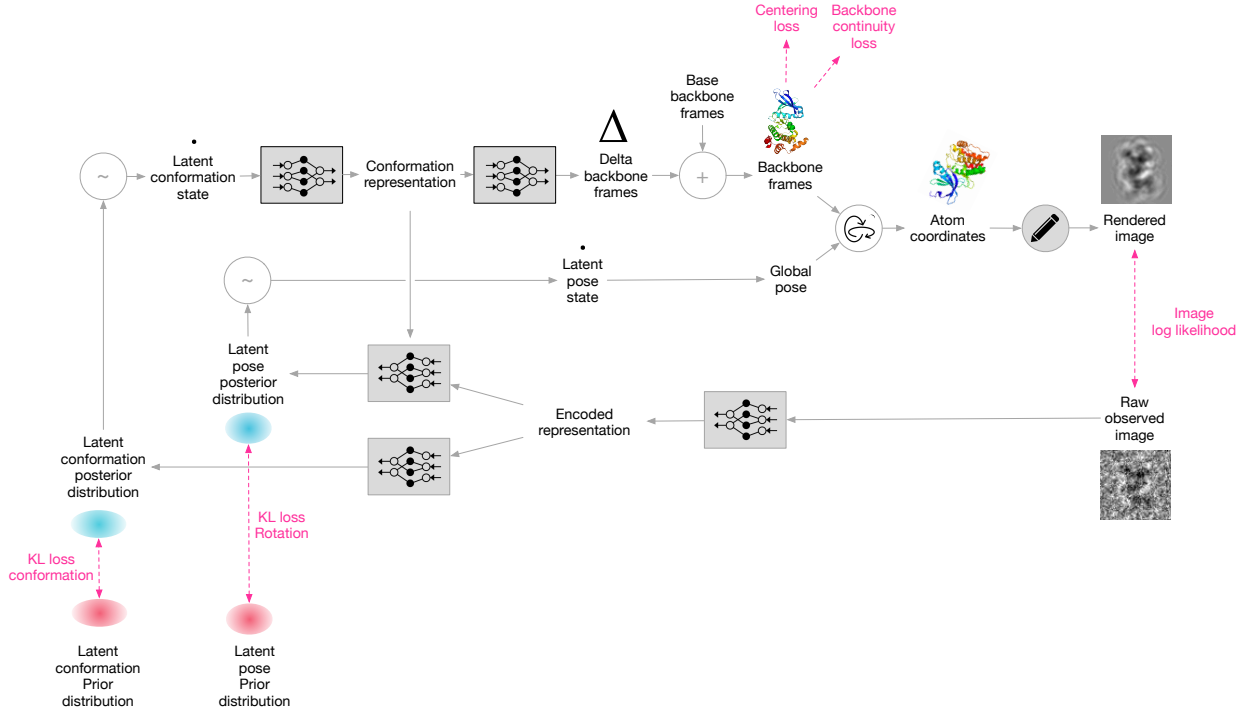 Centering
loss
Backbone
continuity
loss
Base
backbone
frames
Δ
~
Latent
conformation
state
Conformation
representation
Delta
backbone
frames
+
Backbone
frames
Atom
coordinates
Rendered
image
~
Latent
pose
state
Global
pose
Image
log likelihood
Latent
pose
posterior
distribution
Encoded
representation
Raw
observed
image
Latent
conformation
posterior
distribution
KL loss
Rotation
KL loss
conformation
Latent
conformation
Prior
distribution
Latent
pose
Prior
distribution